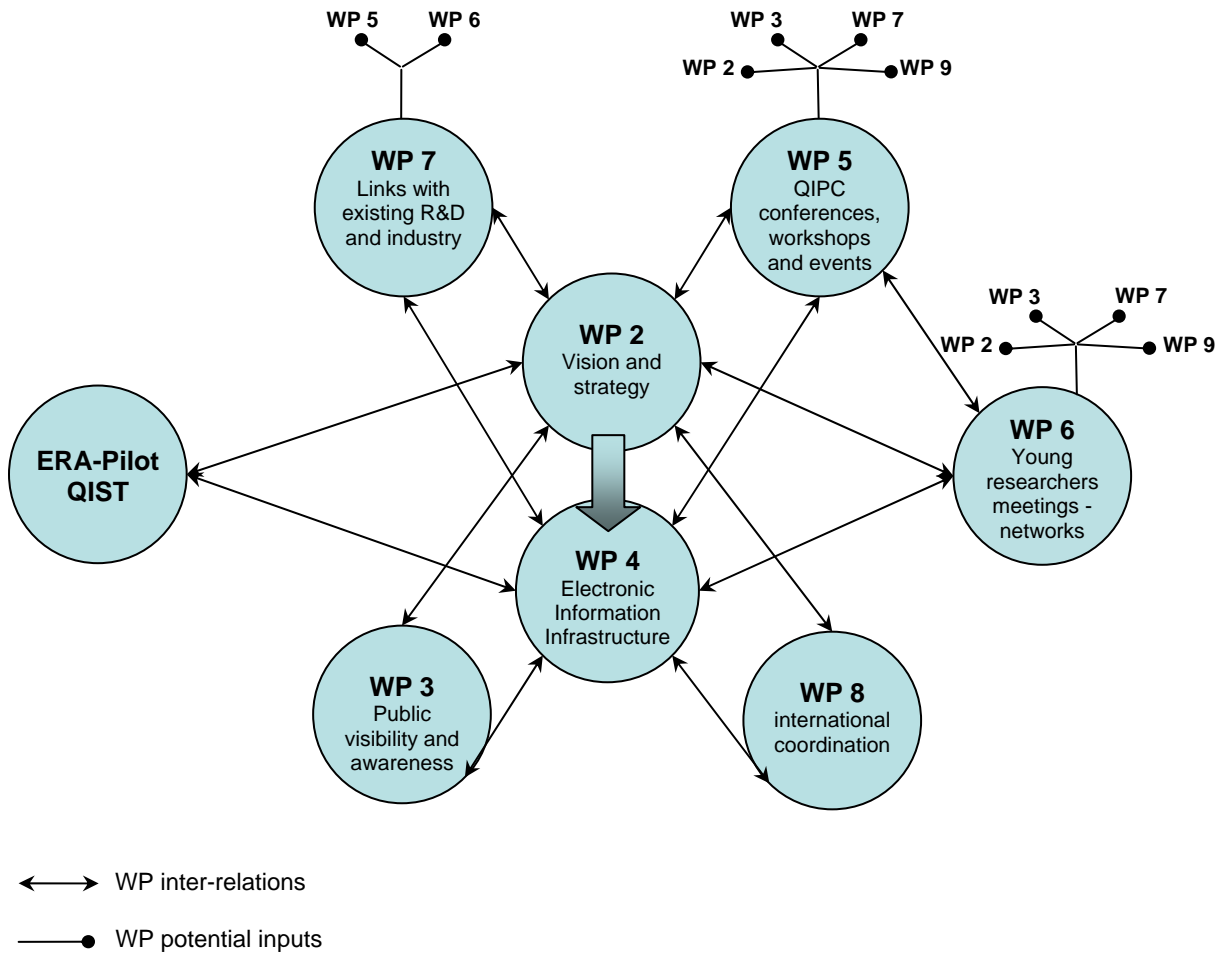 WP 5
WP 6
WP 3
WP 7
WP 2
WP 9
WP 7
Links with
existing R&D
and industry
WP 5
QIPC
conferences,
workshops
and events
WP 3
WP 7
WP 2
WP 9
WP 2
Vision and
strategy
WP 6
Young
researchers
meetings -
networks
ERA-Pilot
QIST
WP 4
Electronic
Information
Infrastructure
WP 3
Public
visibility and
awareness
WP 8
international
coordination
WP inter-relations
WP potential inputs